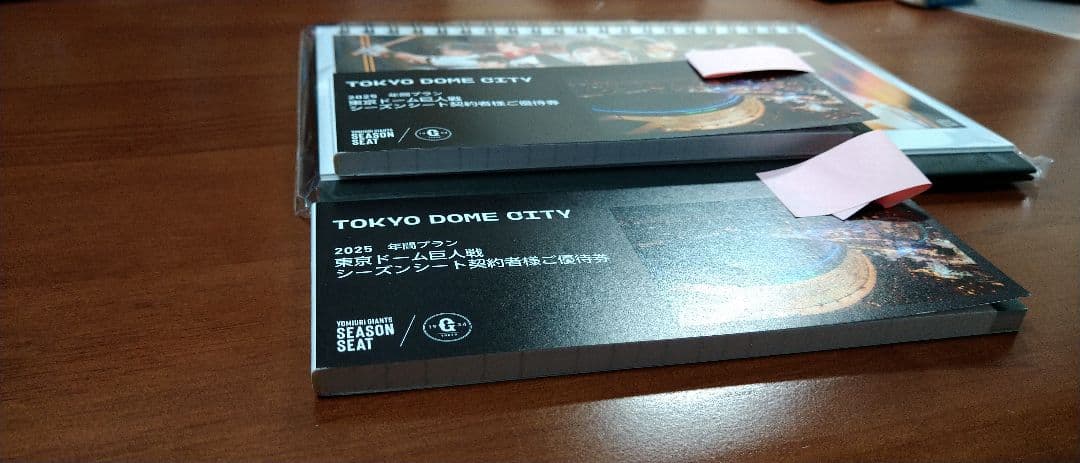 TOKYO DOME CITY
2025 年間プラン
東京ドーム巨人戦
シーズンシート契約者様ご優待券
YOMIURI GIANTS
SEASON
SEAT
G
TOKYO DOME CITY
2025 年間プラン
東京ドーム巨人戦
シーズンシート契約者様ご優待券
YOMIURI GIANTS
SEASON
SEAT
19 G 34